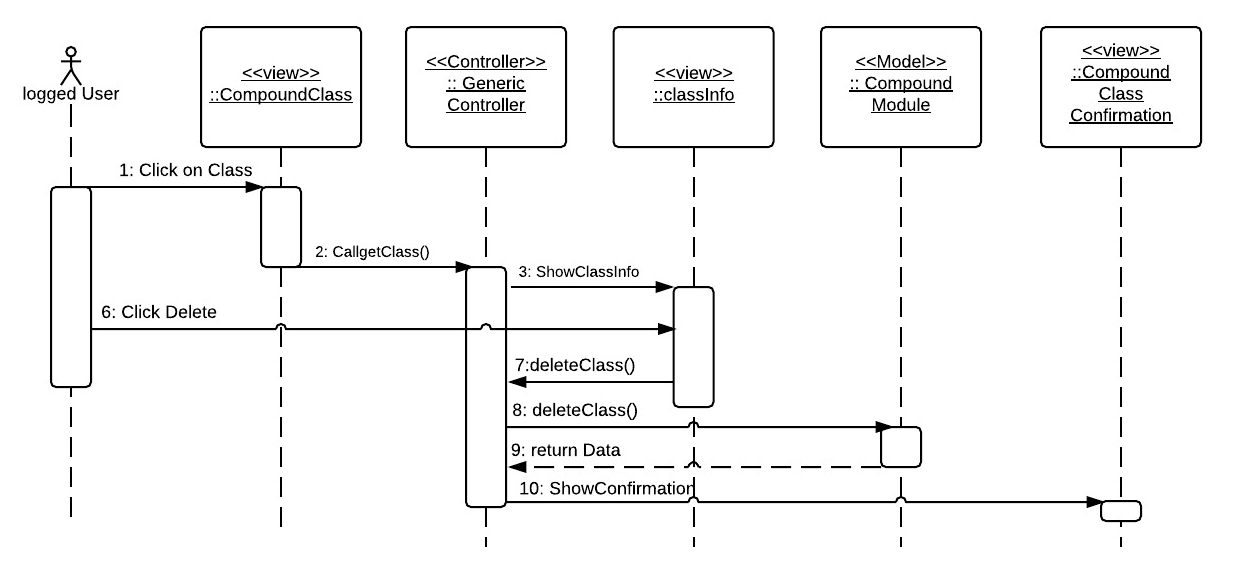 logged User
<<view>>
::CompoundClass
<<Controller>>
:: Generic
Controller
<<view>>
::classInfo
<<Model>>
:: Compound
Module
<<view>>
::Compound
Class
Confirmation
1: Click on Class
2: CallgetClass()
3: ShowClassInfo
6: Click Delete
7:deleteClass()
8: deleteClass()
9: return Data
10: ShowConfirmation